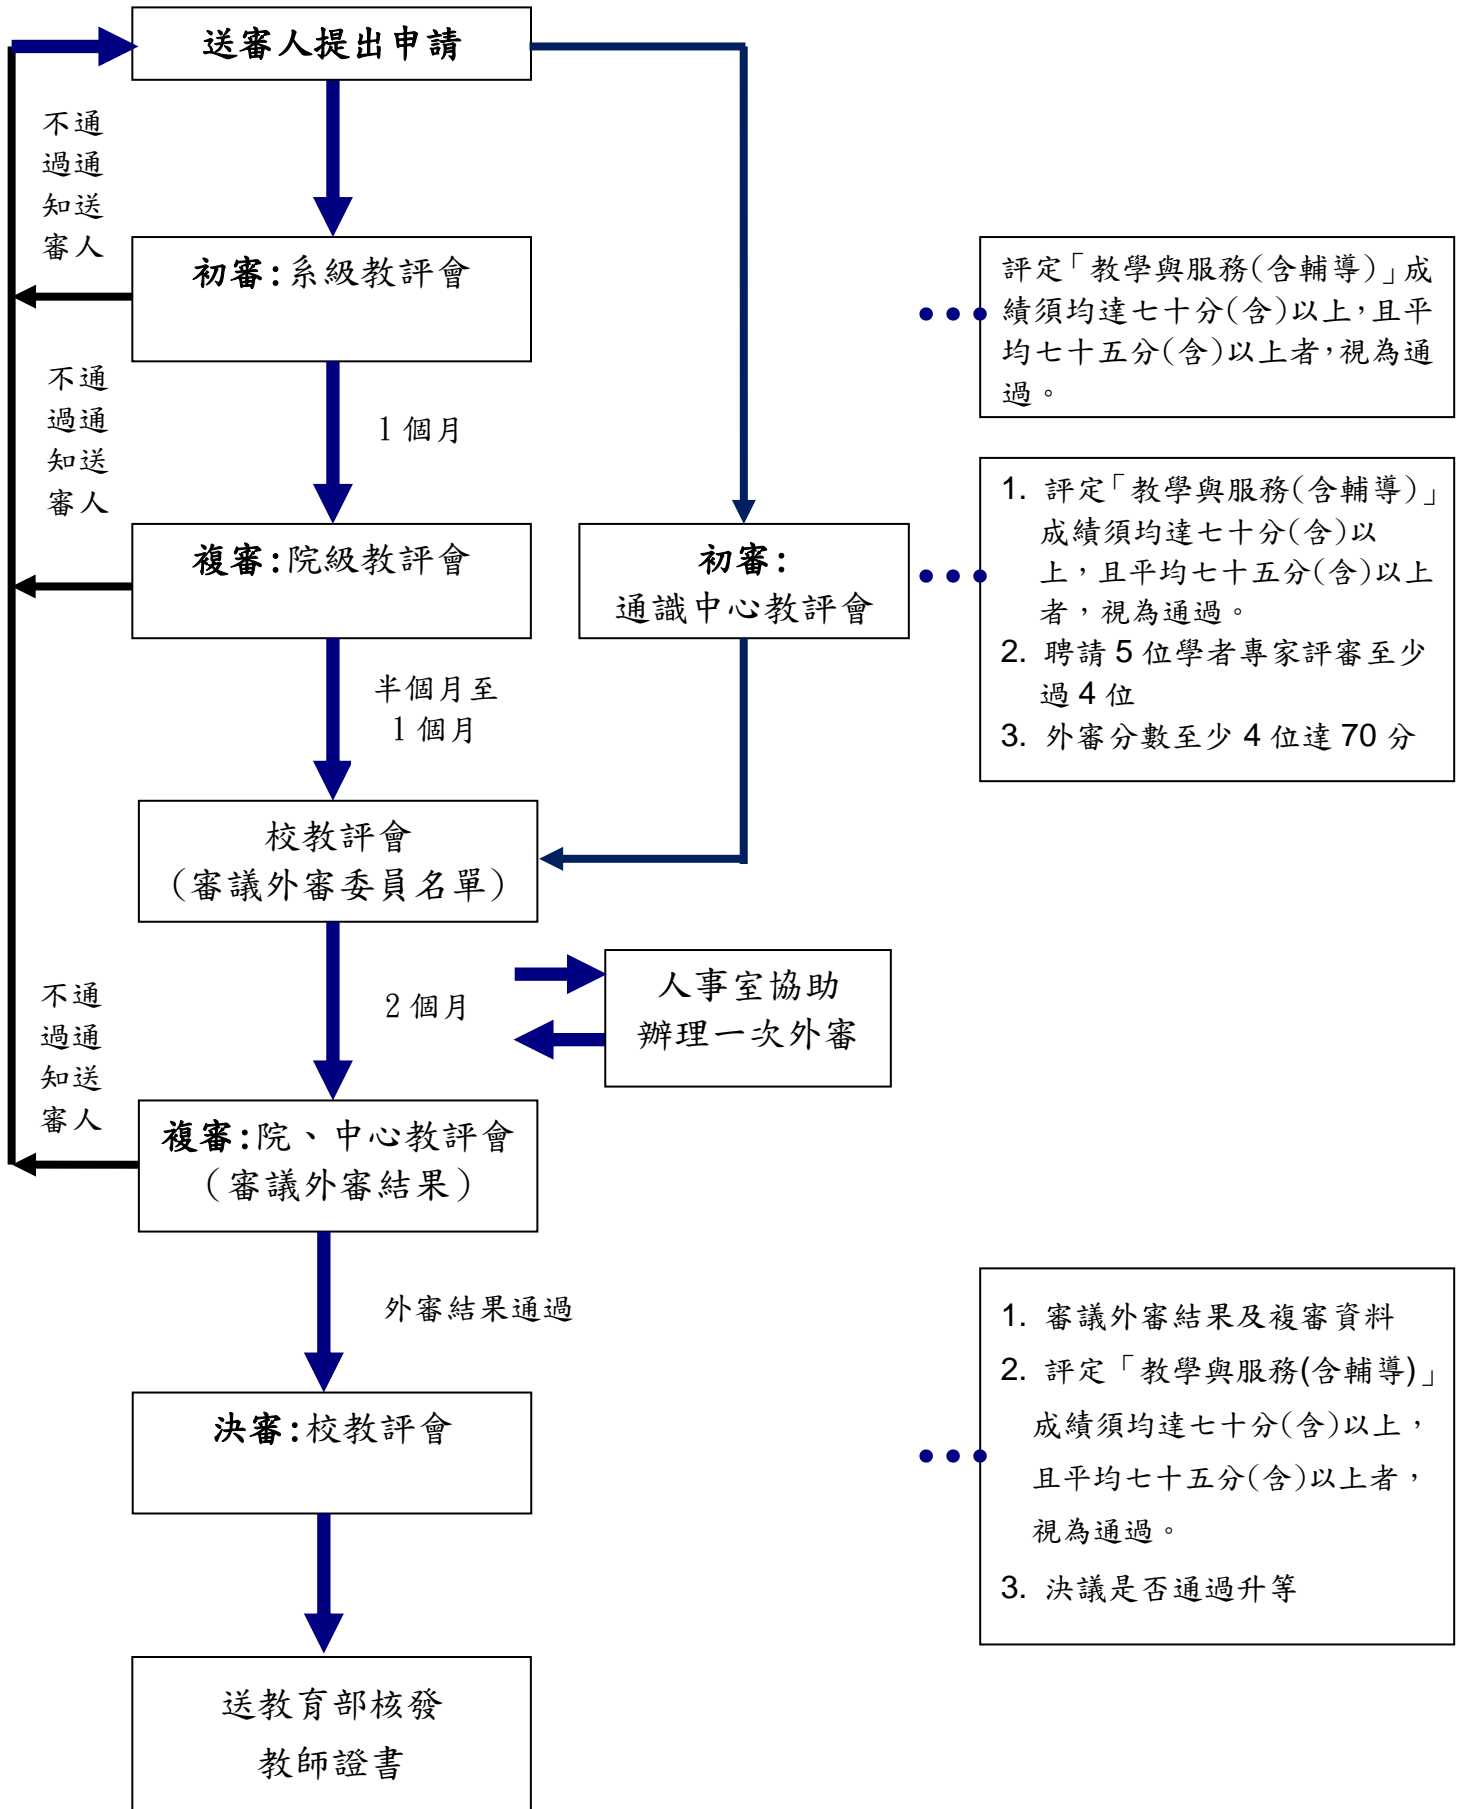 送審人提出申請
不通
過通
知送
審人
初審:系級教評會
評定「教學與服務(含輔導)」成
績須均達七十分(含)以上,且平
均七十五分(含)以上者,視為通
過。
不通
過通
知送
審人
1個月
複審:院級教評會
初審:
通識中心教評會
1. 評定「教學與服務(含輔導)」
成績須均達七十分(含)以
上,且平均七十五分(含)以上
者,視為通過。
2. 聘請 5 位學者專家評審至少
過 4 位
3. 外審分數至少 4 位達 70 分
半個月至
1個月
校教評會
(審議外審委員名單)
2個月
人事室協助
辦理一次外審
不通
過通
知送
審人
複審:院、中心教評會
(審議外審結果)
外審結果通過
決審:校教評會
1. 審議外審結果及複審資料
2. 評定「教學與服務(含輔導)」
成績須均達七十分(含)以上,
且平均七十五分(含)以上者,
視為通過。
3. 決議是否通過升等
送教育部核發
教師證書